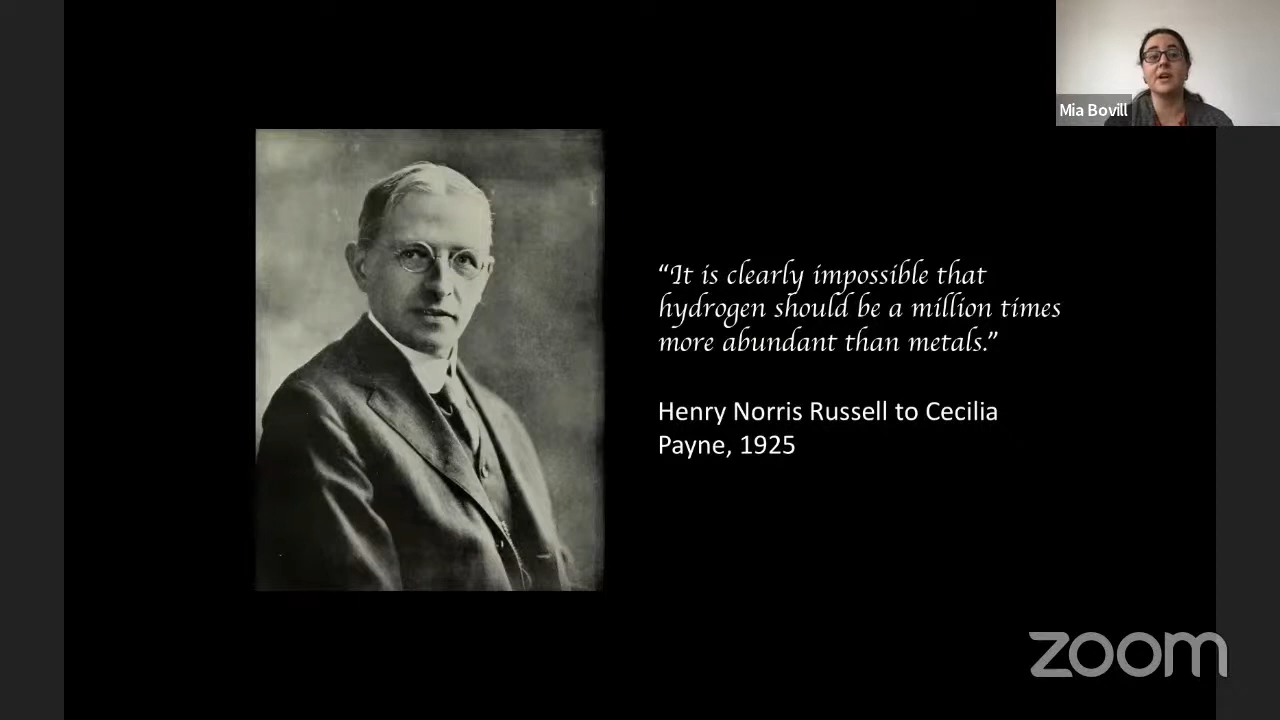 Mia Bovill
“It is clearly impossible that
hydrogen should be a million times
more abundant than metals.”
Henry Norris Russell to Cecilia
Payne, 1925
zoom